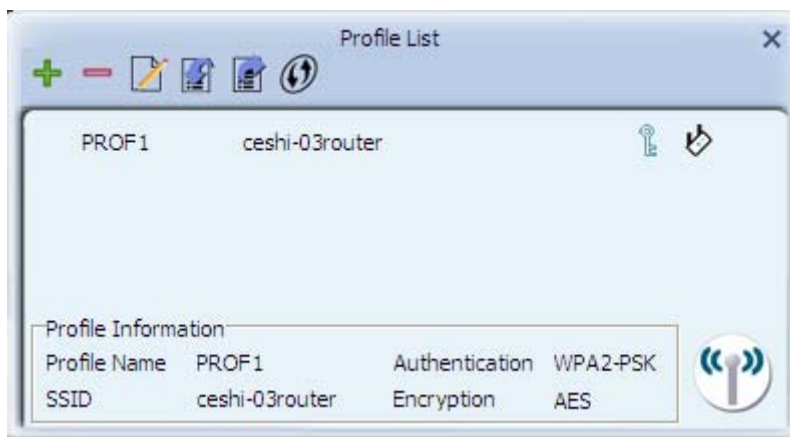 Profile List
PROF1 ceshi-03router
Profile Information
Profile Name PROF1 Authentication WPA2-PSK
SSID ceshi-03router Encryption AES